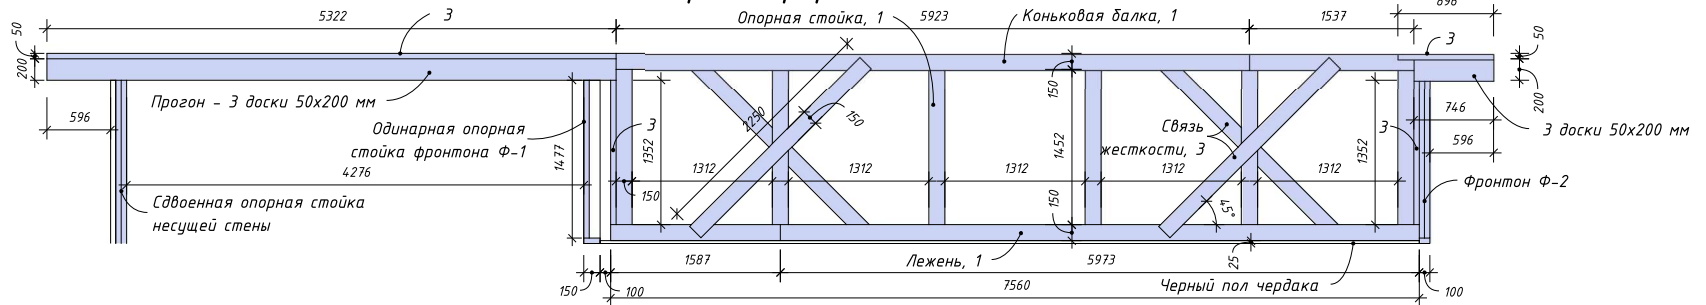 5322
3
Опорная стойка, 1
5923
Коньковая балка, 1
1537
896
50
200
3
50
200
Прогон - 3 доски 50х200 мм
596
Одинарная опорная
стойка фронтона Ф-1
1477
3
1352
2250
150
150
1452
Связь
жесткости, 3
1352
3
746
596
3 доски 50х200 мм
4276
150
1312
1312
1312
1312
1312
150
45°
Сдвоенная опорная стойка
несущей стены
Фронтон Ф-2
1587
Лежень, 1
5973
25
Черный пол чердака
150
100
7560
100